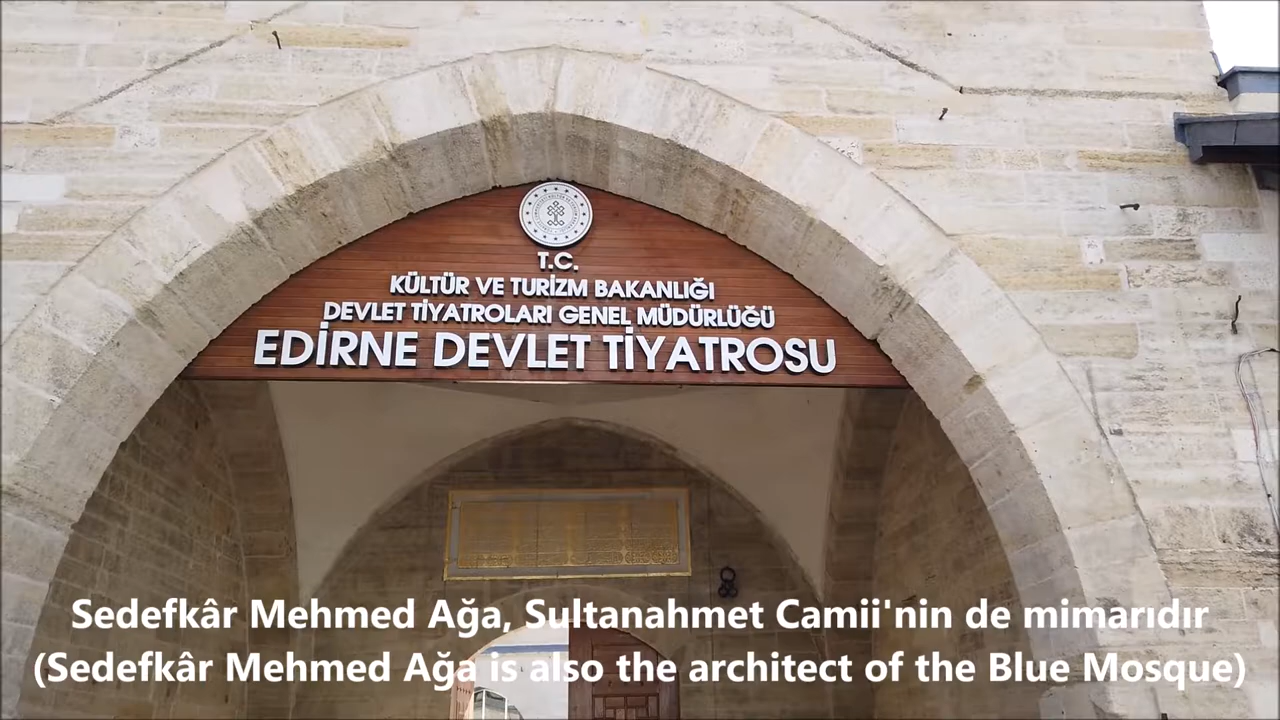 T.C.
KÜLTÜR VE TURİZM BAKANLIĞI
DEVLET TİYATROLARI GENEL MÜDÜRLÜĞÜ
EDİRNE DEVLET TİYATROSU
Sedefkâr Mehmed Ağa, Sultanahmet Camii'nin de mimarıdır
(Sedefkâr Mehmed Ağa is also the architect of the Blue Mosque)